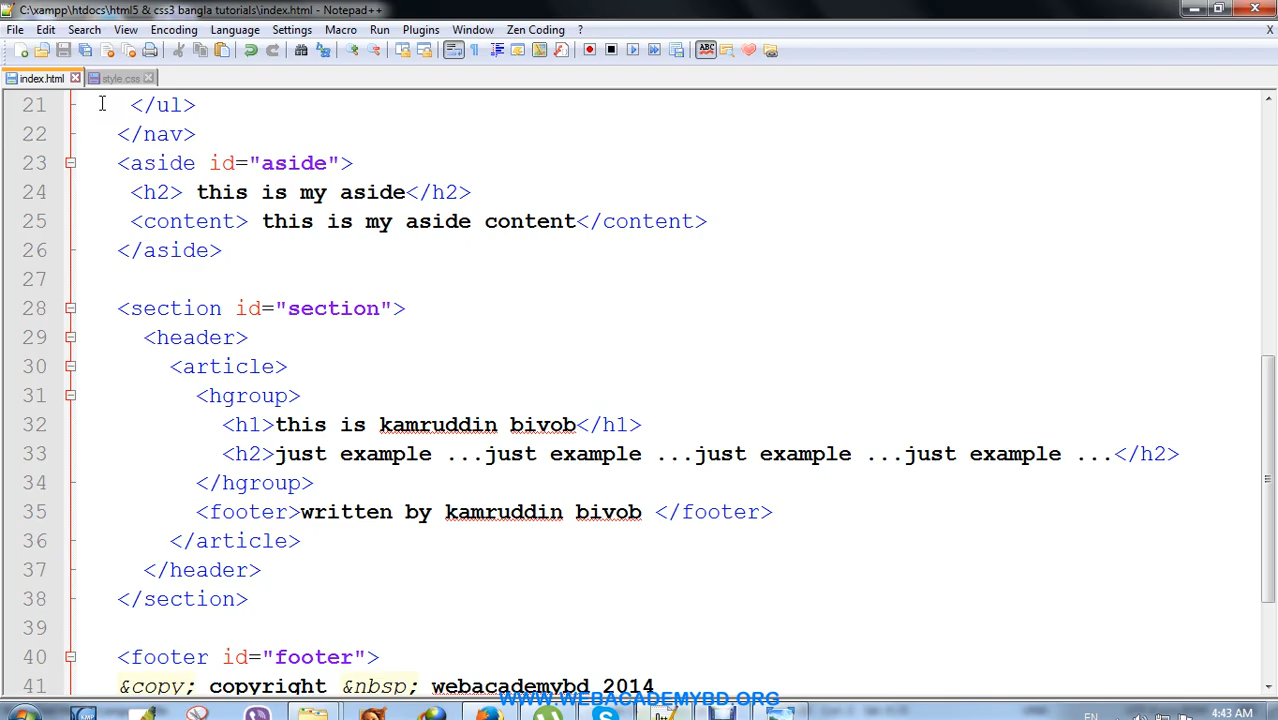 C:\xampp\htdocs\html5 & css3 bangla tutorials\index.html - Notepad++
File Edit Search View Encoding Language Settings Macro Run Plugins Window Zen Coding ? X
ABC
index.html style.css
21 </ul>
22 </nav>
23 <aside id="aside">
24 <h2> this is my aside</h2>
25 <content> this is my aside content</content>
26 </aside>
27
28 <section id="section">
29 <header>
30 <article>
31 <hgroup>
32 <h1>this is kamruddin bivob</h1>
33 <h2>just example ...just example ...just example ...just example ...</h2>
34 </hgroup>
35 <footer>written by kamruddin bivob </footer>
36 </article>
37 </header>
38 </section>
39
40 <footer id="footer">
41 &copy; copyright &nbsp; webacademybd 2014
WWW.WEBACADEMYBD.ORG
EN 4:43 AM